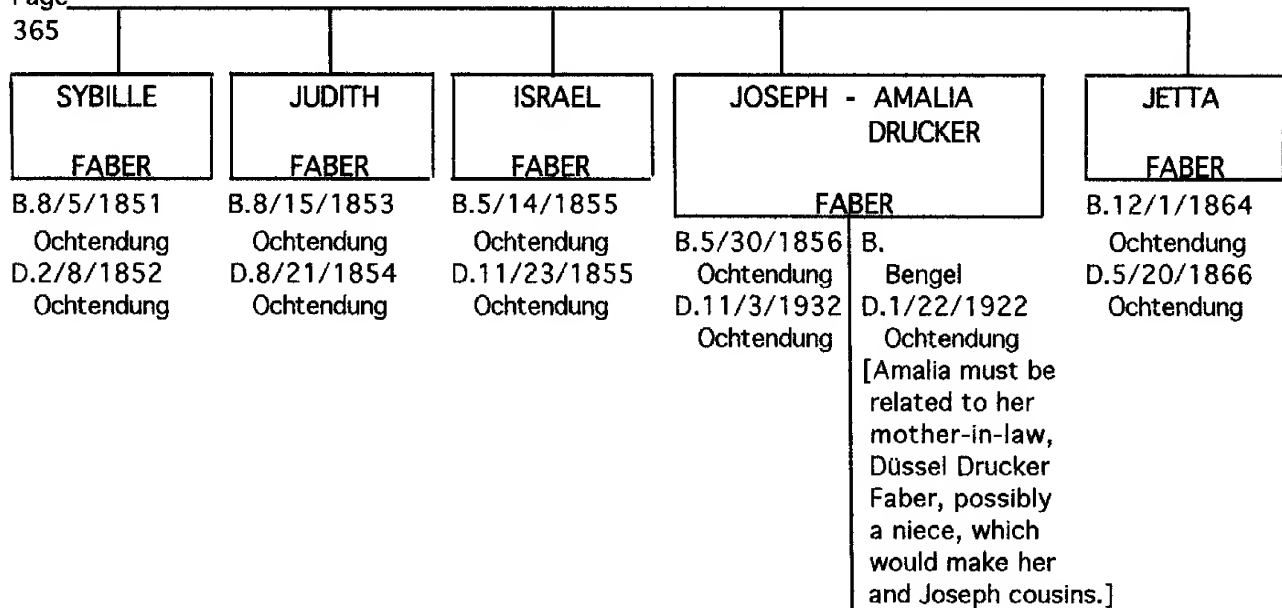 Page
365
SYBILLE
FABER
B.8/5/1851
Ochtendung
D.2/8/1852
Ochtendung
JUDITH
FABER
B.8/15/1853
Ochtendung
D.8/21/1854
Ochtendung
ISRAEL
FABER
B.5/14/1855
Ochtendung
D.11/23/1855
Ochtendung
JOSEPH - AMALIA
DRUCKER
FABER
B.5/30/1856
Ochtendung
D.11/3/1932
Ochtendung
B.
Bengel
D.1/22/1922
Ochtendung
[Amalia must be
related to her
mother-in-law,
Düssel Drucker
Faber, possibly
a niece, which
would make her
and Joseph cousins.]
JETTA
FABER
B.12/1/1864
Ochtendung
D.5/20/1866
Ochtendung